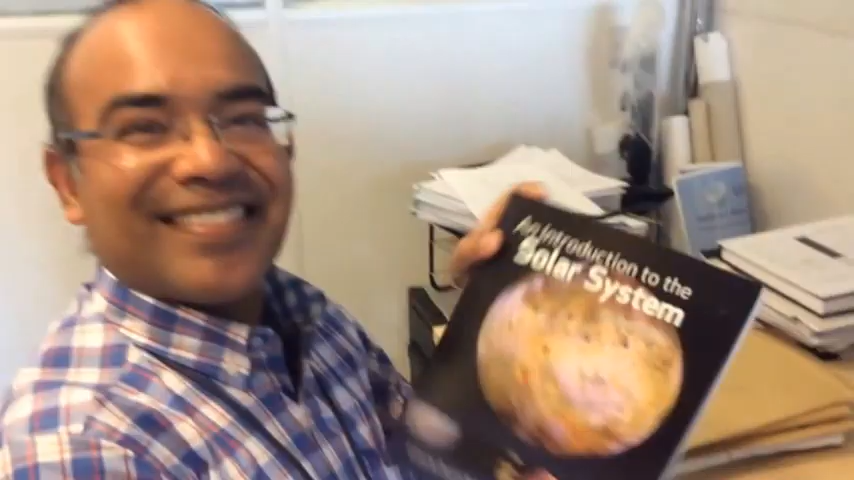 An Introduction to the
Solar System